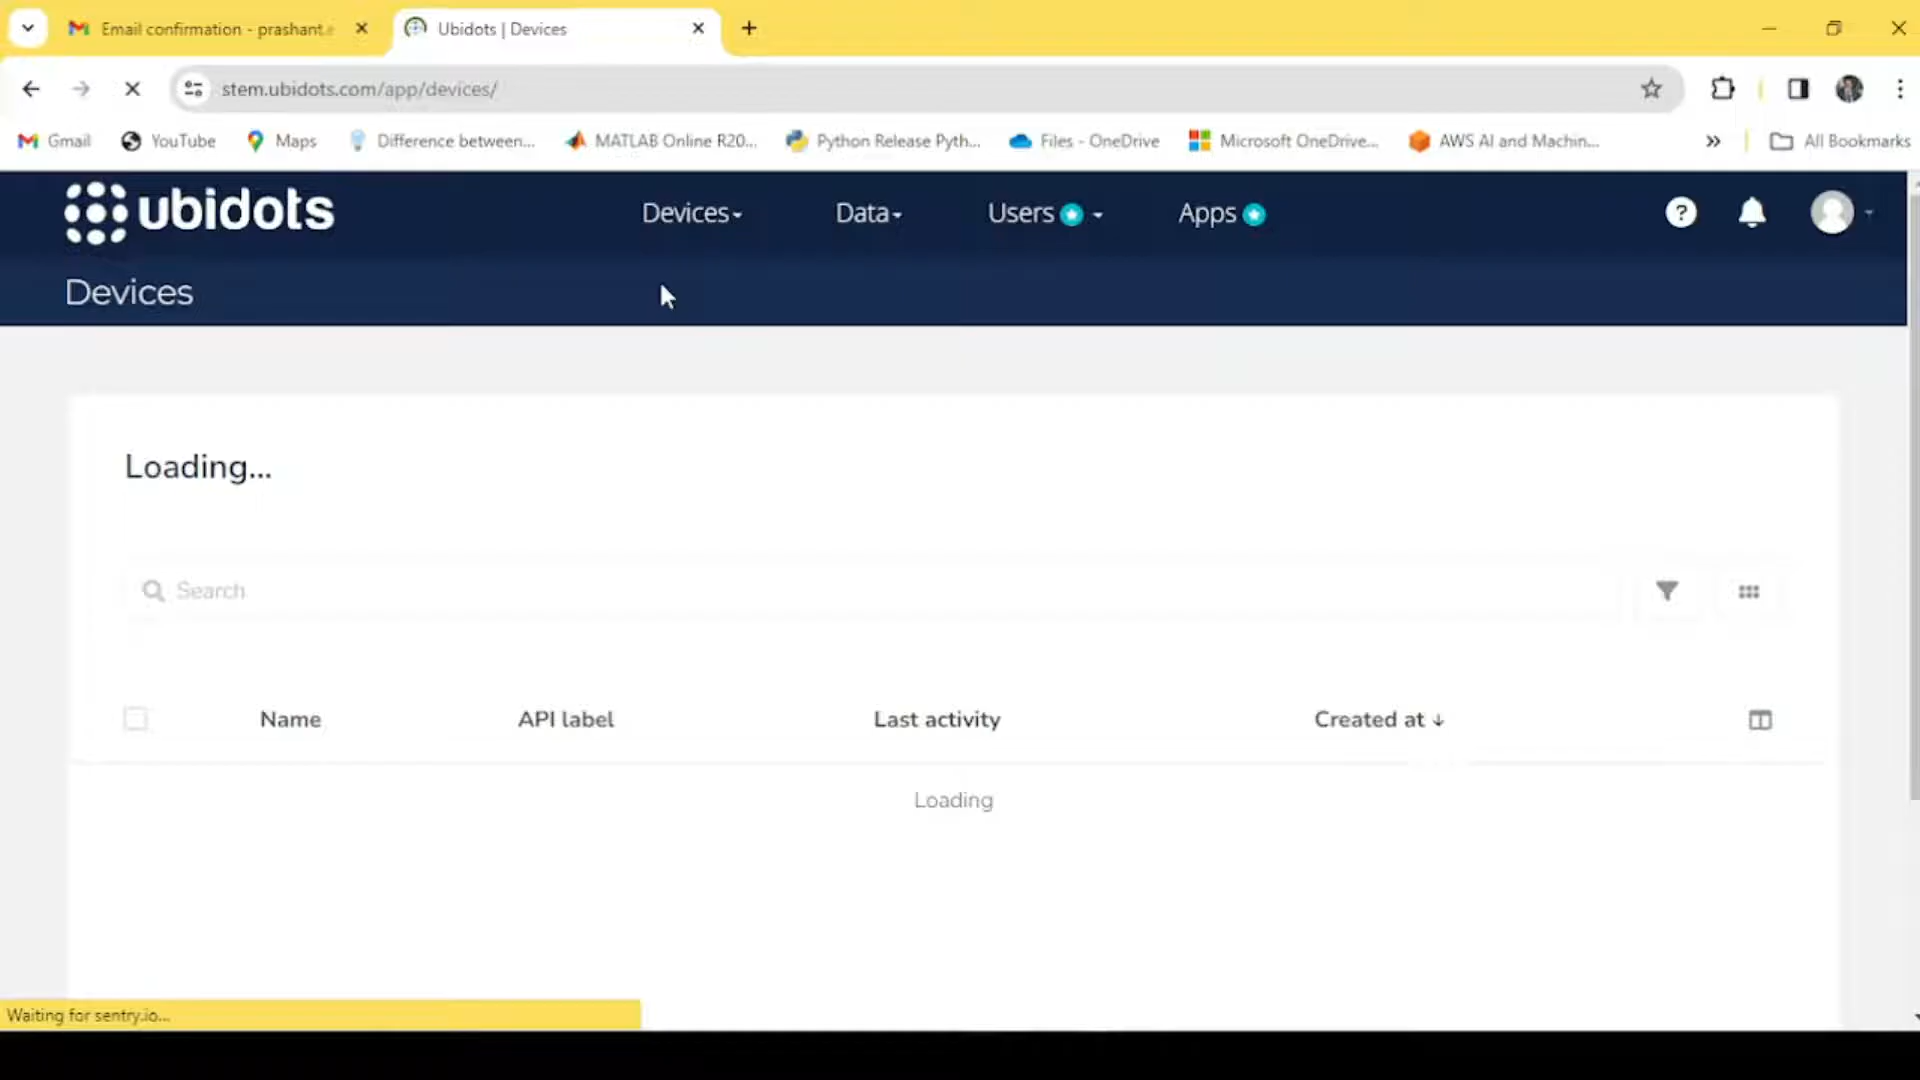 Email confirmation - prashant.e
Ubidots | Devices
stem.ubidots.com/app/devices/
Gmail
YouTube
Maps
Difference between...
MATLAB Online R20...
Python Release Pyth...
Files - OneDrive
Microsoft OneDrive...
AWS AI and Machin...
All Bookmarks
ubidots
Devices
Data
Users
Apps
Devices
Loading...
Search
Name
API label
Last activity
Created at ↓
Loading
Waiting for sentry.io...